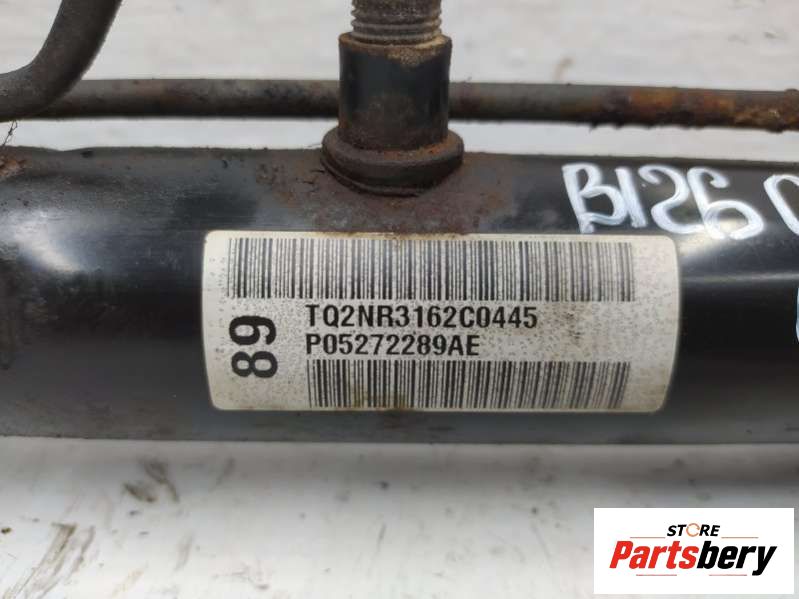 B126
89
TQ2NR3162C0445
P05272289AE
STORE
Partsbery